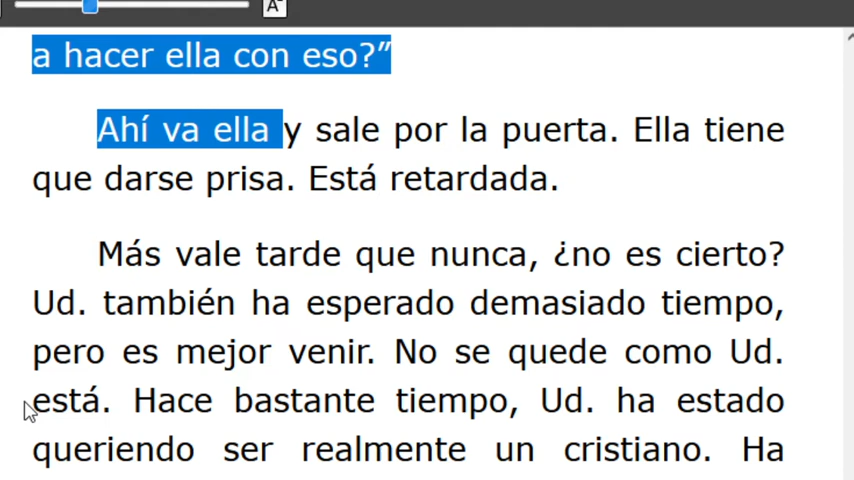 A
a hacer ella con eso?”
Ahí va ella y sale por la puerta. Ella tiene
que darse prisa. Está retardada.
Más vale tarde que nunca, ¿no es cierto?
Ud. también ha esperado demasiado tiempo,
pero es mejor venir. No se quede como Ud.
está. Hace bastante tiempo, Ud. ha estado
queriendo ser realmente un cristiano. Ha